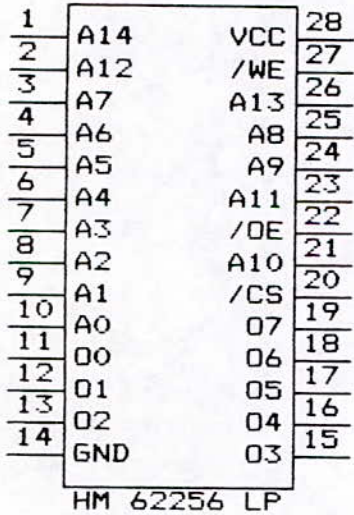 1 A14 VCC 28
2 A12 /WE 27
3 A7 A13 26
4 A6 A8 25
5 A5 A9 24
6 A4 A11 23
7 A3 /OE 22
8 A2 A10 21
9 A1 /CS 20
10 A0 O7 19
11 O0 O6 18
12 O1 O5 17
13 O2 O4 16
14 GND O3 15
HM 62256 LP